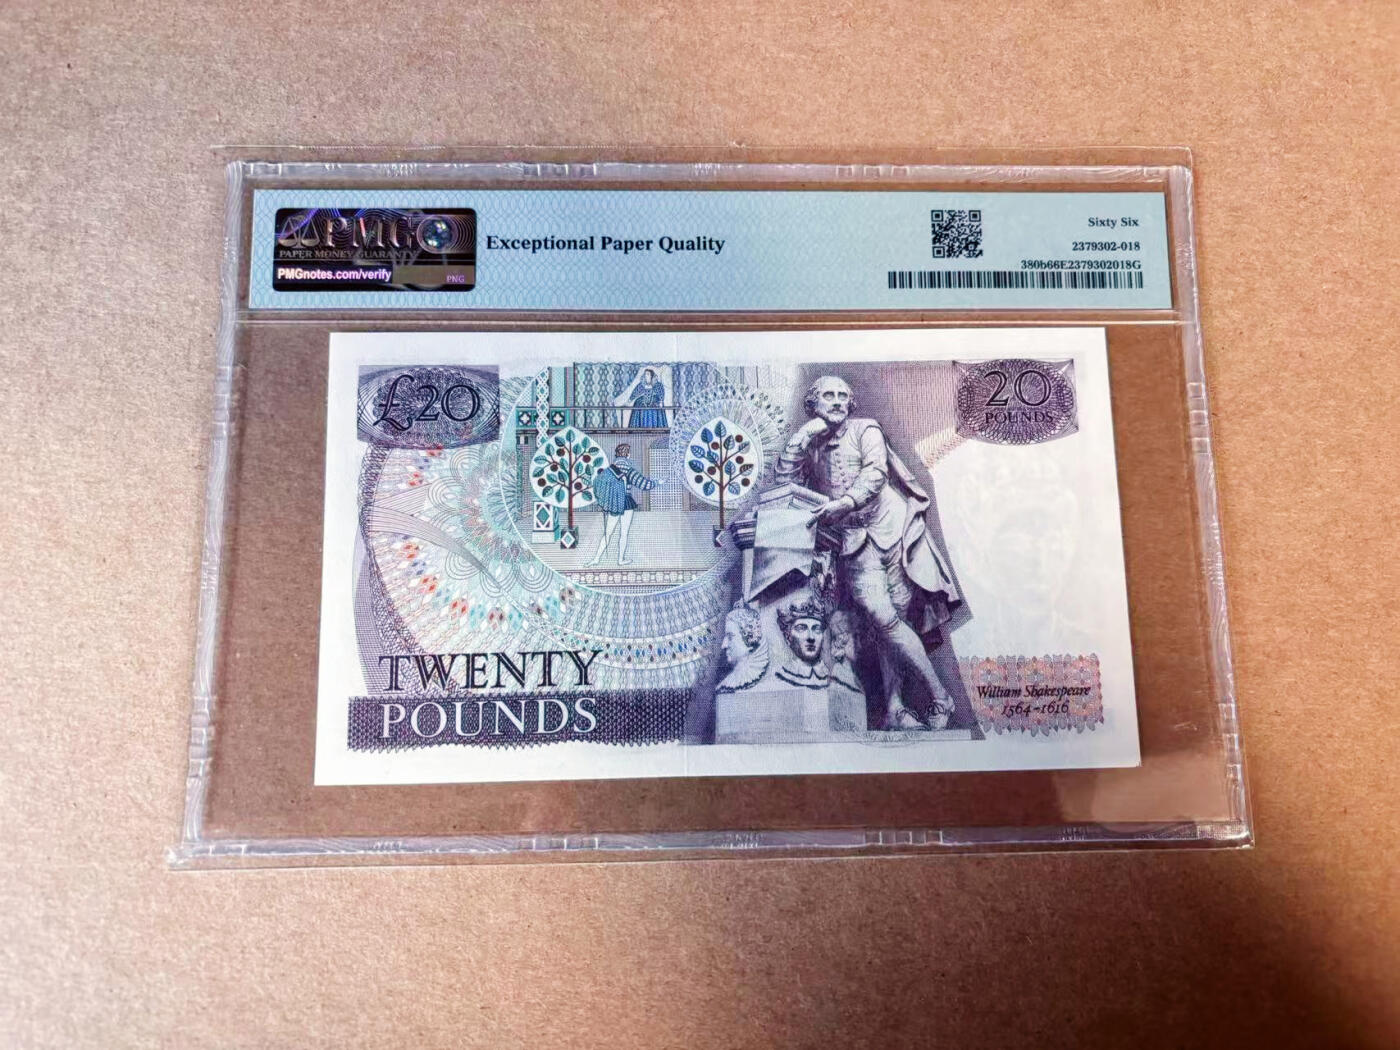 PMG
PAPER MONEY GUARANTY
PMGnotes.com/verify
PNG
Exceptional Paper Quality
Sixty Six
2379302-018
380b66E2379302018G
£20
20
POUNDS
TWENTY
POUNDS
William Shakespeare
1564-1616